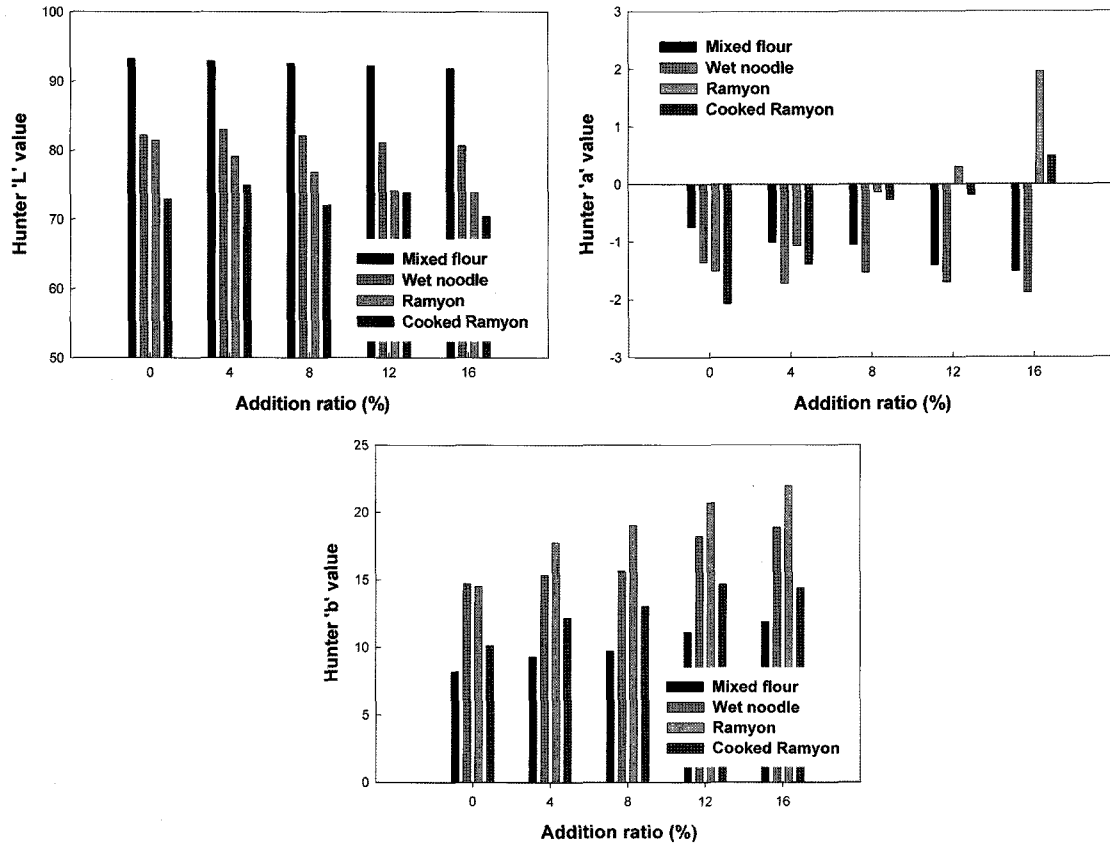 Hunter 'L' value
100
90
80
70
60
50
Mixed flour
Wet noodle
Ramyon
Cooked Ramyon
0 4 8 12 16
Addition ratio (%)
Hunter 'a' value
3
2
1
0
-1
-2
-3
Mixed flour
Wet noodle
Ramyon
Cooked Ramyon
0 4 8 12 16
Addition ratio (%)
Hunter 'b' value
25
20
15
10
5
0
Mixed flour
Wet noodle
Ramyon
Cooked Ramyon
0 4 8 12 16
Addition ratio (%)